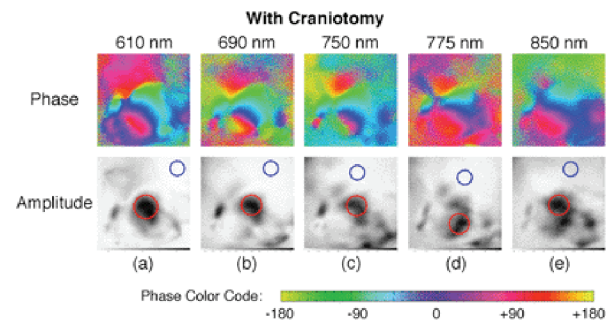 With Craniotomy
610 nm 690 nm 750 nm 775 nm 850 nm
Phase
Amplitude
(a) (b) (c) (d) (e)
Phase Color Code:
-180 -90 0 +90 +180